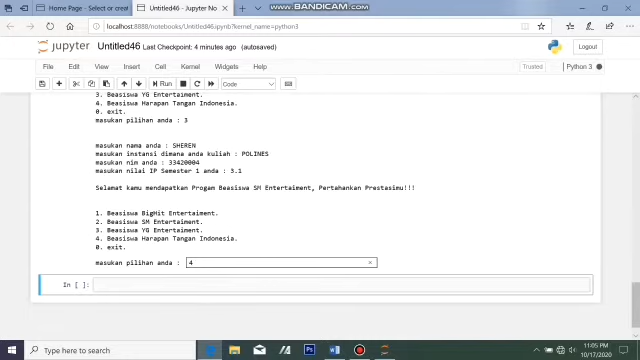 Home Page - Select or creat
Untitled46 - Jupyter No
WWW.BANDICAM.COM
localhost:8888/notebooks/Untitled46.ipynb?kernel_name=python3
jupyter Untitled46 Last Checkpoint: 4 minutes ago (autosaved)
Logout
File Edit View Insert Cell Kernel Widgets Help
Trusted Python 3
Run Code
3. Beasiswa YG Entertaiment.
4. Beasiswa Harapan Tangan Indonesia.
0. exit.
masukan pilihan anda : 3
masukan nama anda : SHEREN
masukan instansi dimana anda kuliah : POLINES
masukan nim anda : 33420004
masukan nilai IP Semester 1 anda : 3.1
Selamat kamu mendapatkan Progam Beasiswa SM Entertaiment, Pertahankan Prestasimu!!!
1. Beasiswa BigHit Entertaiment.
2. Beasiswa SM Entertaiment.
3. Beasiswa YG Entertaiment.
4. Beasiswa Harapan Tangan Indonesia.
0. exit.
masukan pilihan anda : 4
In [ ]:
Type here to search
11:05 PM
10/17/2020